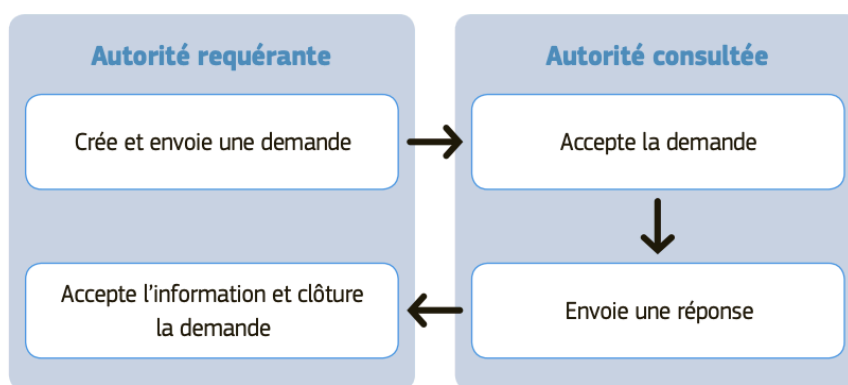 Autorité requérante
Autorité consultée
Crée et envoie une demande
Accepte la demande
Envoie une réponse
Accepte l'information et clôture
la demande